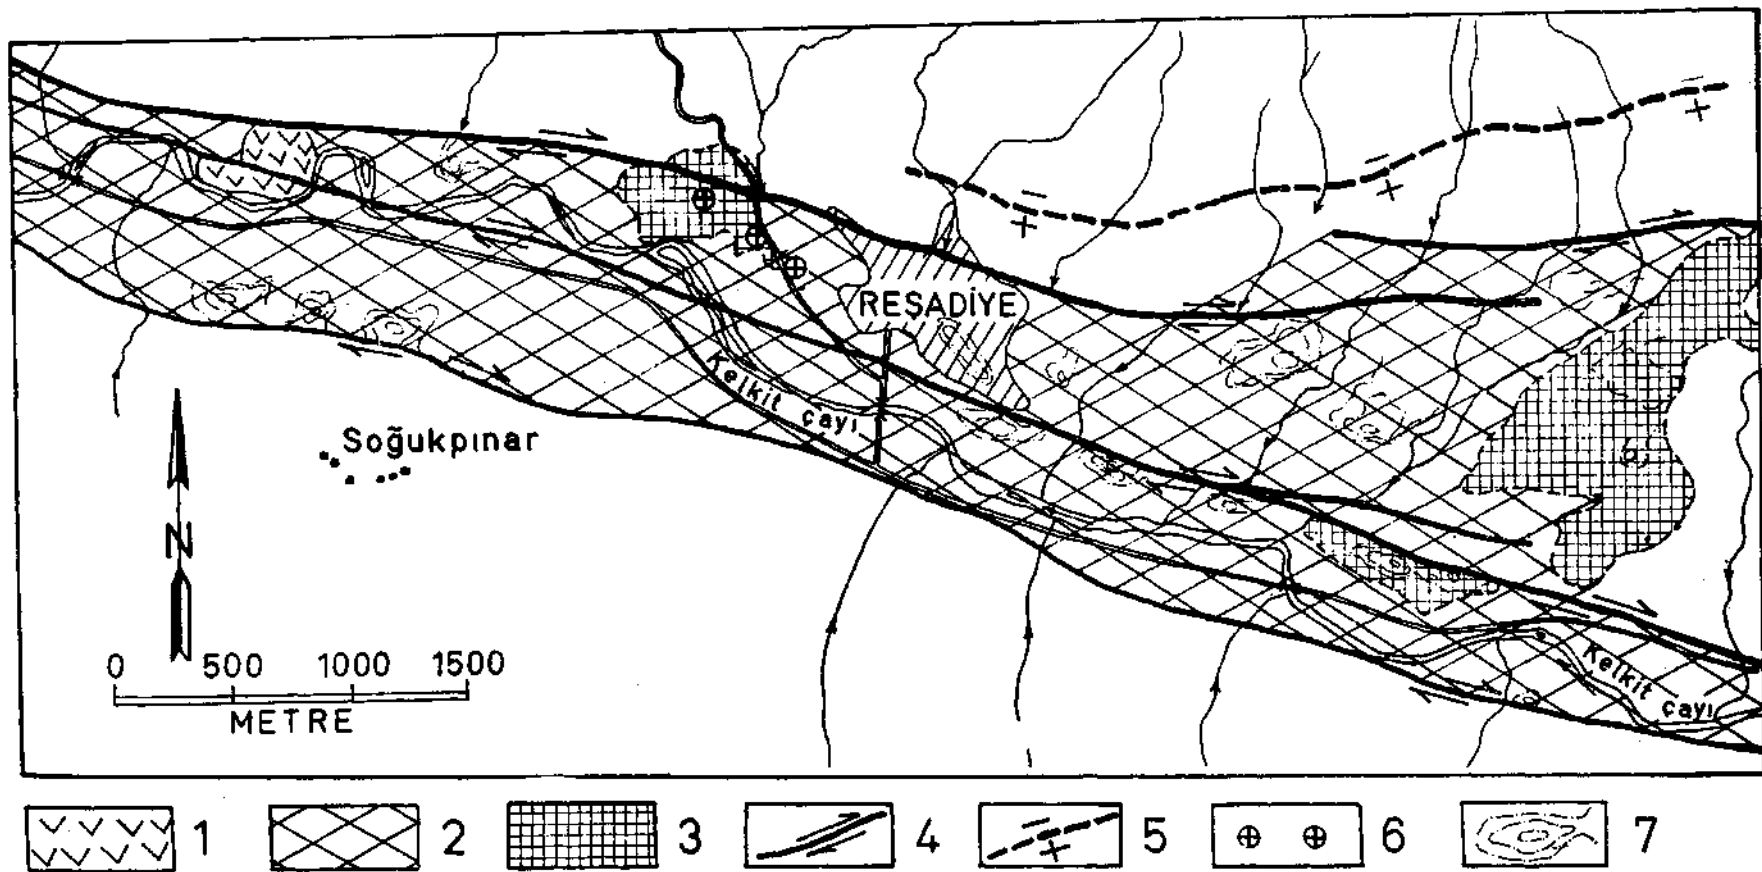 REŞADİYE
Kelkit çayı
Soğukpınar
N
0 500 1000 1500
METRE
Kelkit çayı
1 2 3 4 5 6 7